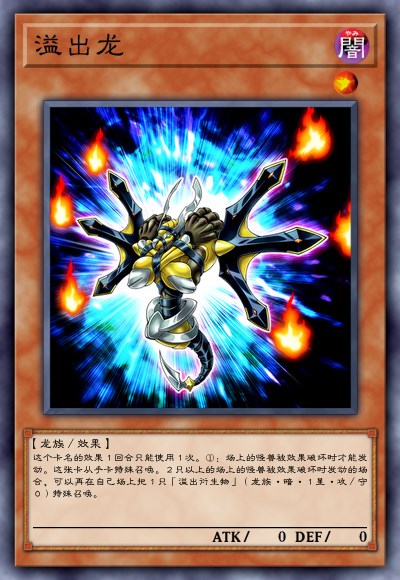 溢出龙
やみ
闇
【龙族/效果】
这个卡名的效果1回合只能使用1次。①:场上的怪兽被效果破坏时才能发
动。这张卡从手卡特殊召唤。2只以上的场上的怪兽被效果破坏时发动的场
合,可以再在自己场上把1只「溢出衍生物」(龙族・暗・1星・攻/守
0)特殊召唤。
ATK/ 0 DEF/ 0